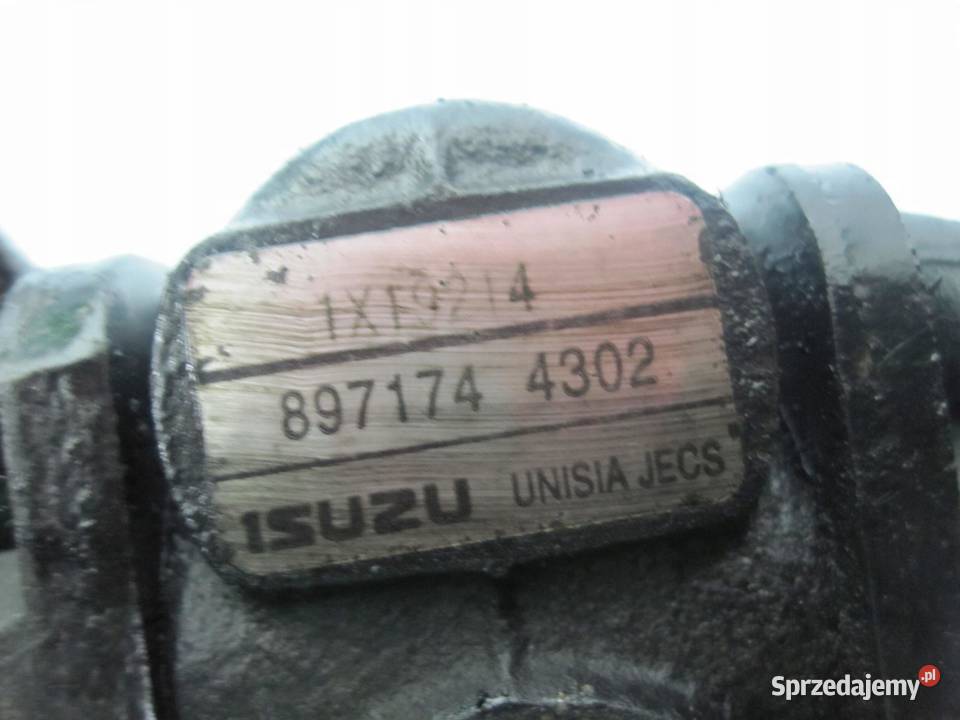 897174 4302
ISUZU UNISIA JECS
Sprzedajemy.pl